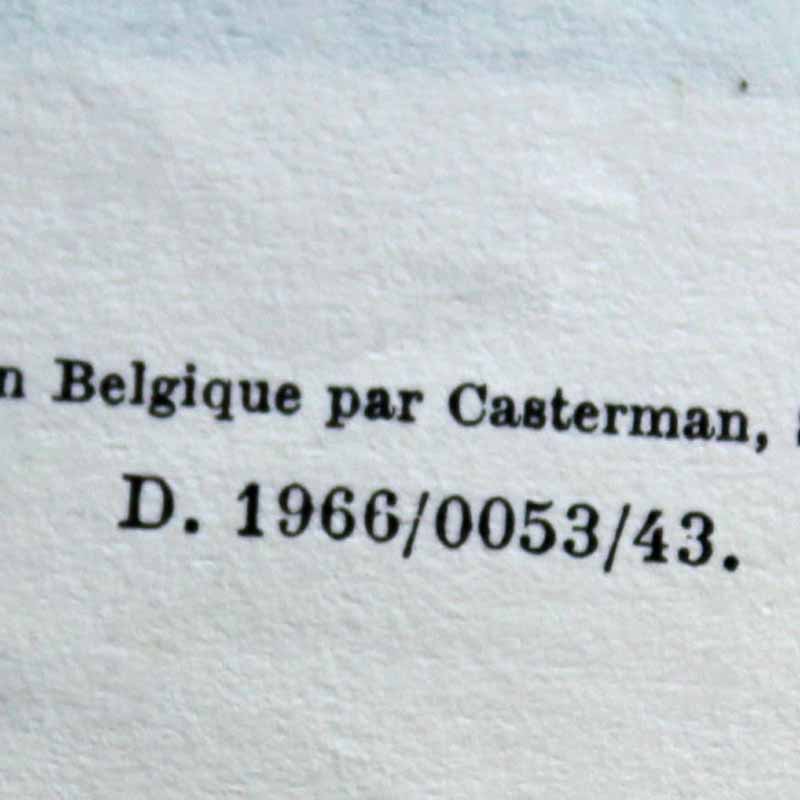 n Belgique par Casterman,
D. 1966/0053/43.